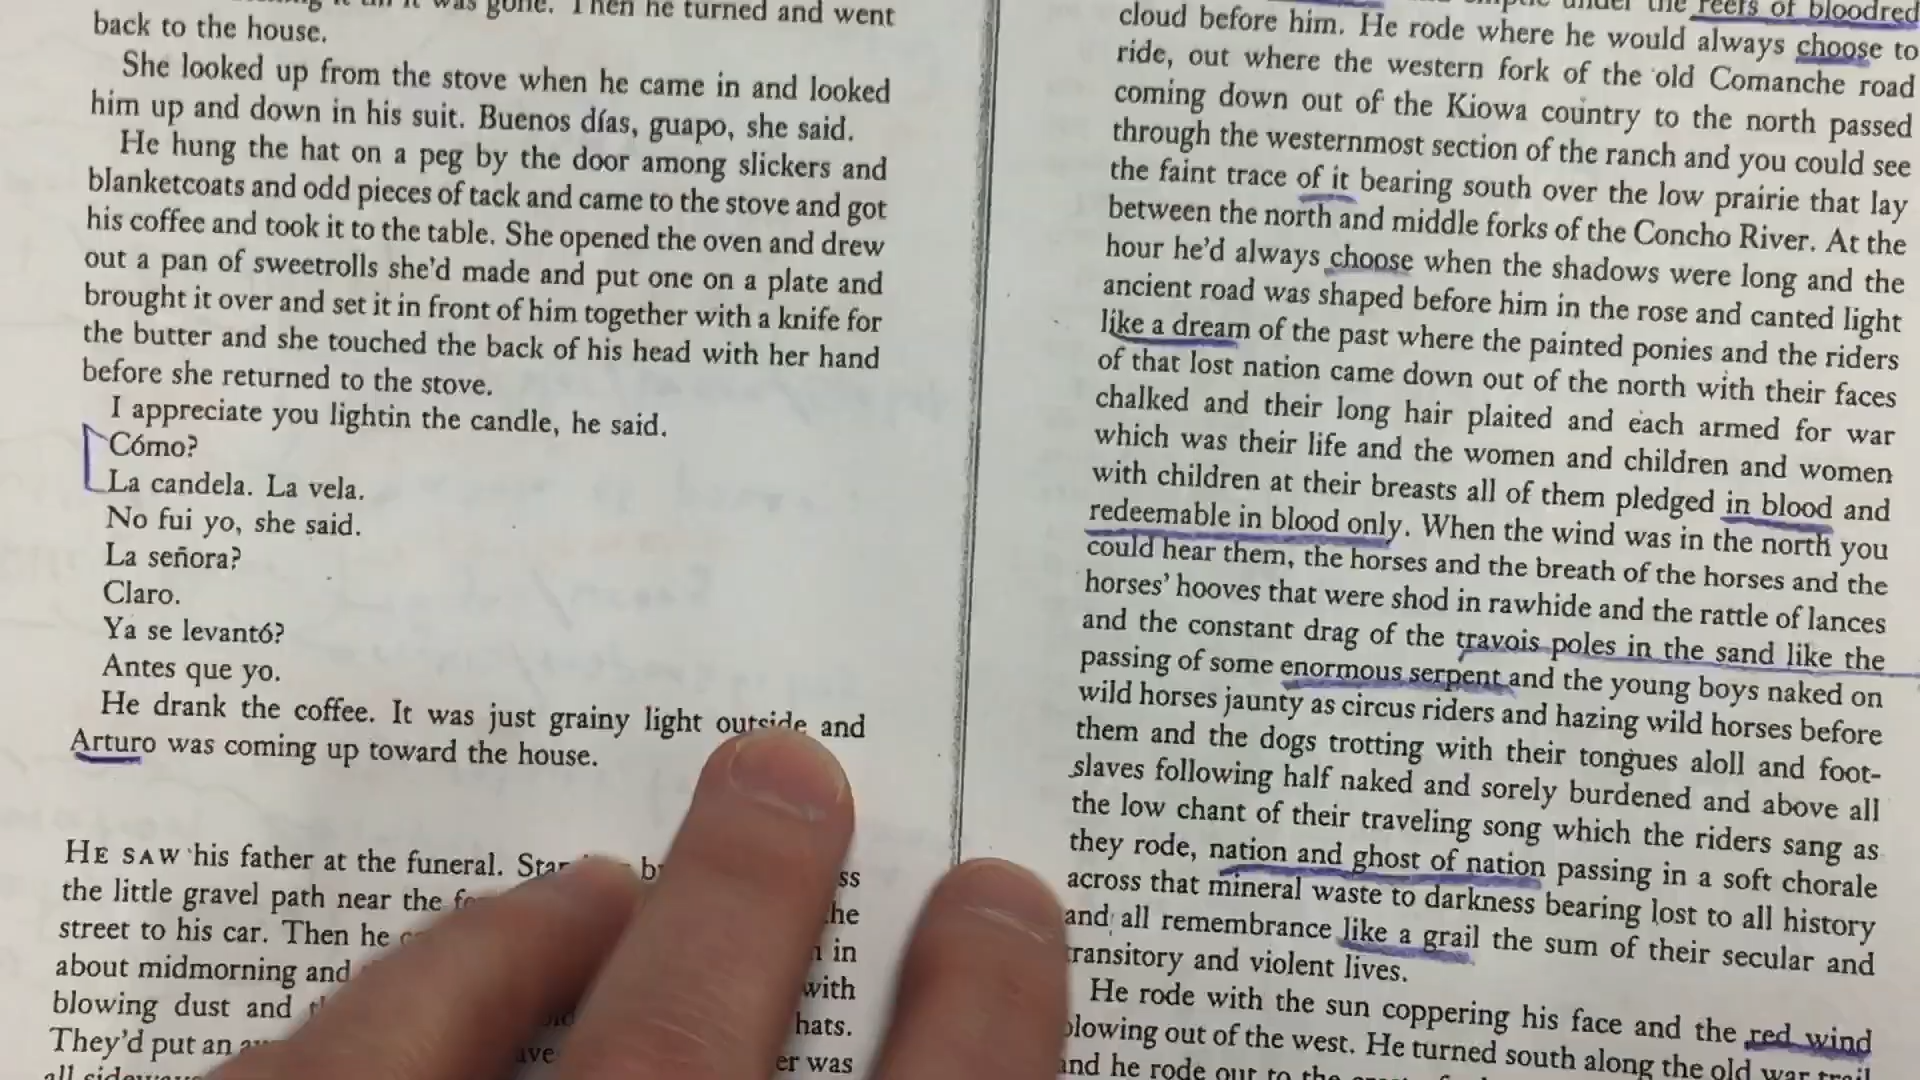 it was gone. Then he turned and went
back to the house.
She looked up from the stove when he came in and looked
him up and down in his suit. Buenos días, guapo, she said.
He hung the hat on a peg by the door among slickers and
blanketcoats and odd pieces of tack and came to the stove and got
his coffee and took it to the table. She opened the oven and drew
out a pan of sweetrolls she'd made and put one on a plate and
brought it over and set it in front of him together with a knife for
the butter and she touched the back of his head with her hand
before she returned to the stove.
I appreciate you lightin the candle, he said.
Cómo?
La candela. La vela.
No fui yo, she said.
La señora?
Claro.
Ya se levantó?
Antes que yo.
He drank the coffee. It was just grainy light outside and
Arturo was coming up toward the house.
HE SAW his father at the funeral.
the little gravel path near the
street to his car. Then he
about midmorning and
blowing dust and
They'd put an
all
the
in
with
hats.
was
under the reefs of bloodred
cloud before him. He rode where he would always choose to
ride, out where the western fork of the old Comanche road
coming down out of the Kiowa country to the north passed
through the westernmost section of the ranch and you could see
the faint trace of it bearing south over the low prairie that lay
between the north and middle forks of the Concho River. At the
hour he'd always choose when the shadows were long and the
ancient road was shaped before him in the rose and canted light
like a dream of the past where the painted ponies and the riders
of that lost nation came down out of the north with their faces
chalked and their long hair plaited and each armed for war
which was their life and the women and children and women
with children at their breasts all of them pledged in blood and
redeemable in blood only. When the wind was in the north you
could hear them, the horses and the breath of the horses and the
horses' hooves that were shod in rawhide and the rattle of lances
and the constant drag of the travois poles in the sand like the
passing of some enormous serpent and the young boys naked on
wild horses jaunty as circus riders and hazing wild horses before
them and the dogs trotting with their tongues aloll and foot-
slaves following half naked and sorely burdened and above all
the low chant of their traveling song which the riders sang as
they rode, nation and ghost of nation passing in a soft chorale
across that mineral waste to darkness bearing lost to all history
and all remembrance like a grail the sum of their secular and
transitory and violent lives.
He rode with the sun coppering his face and the red wind
blowing out of the west. He turned south along the old war trail
and he rode out to the